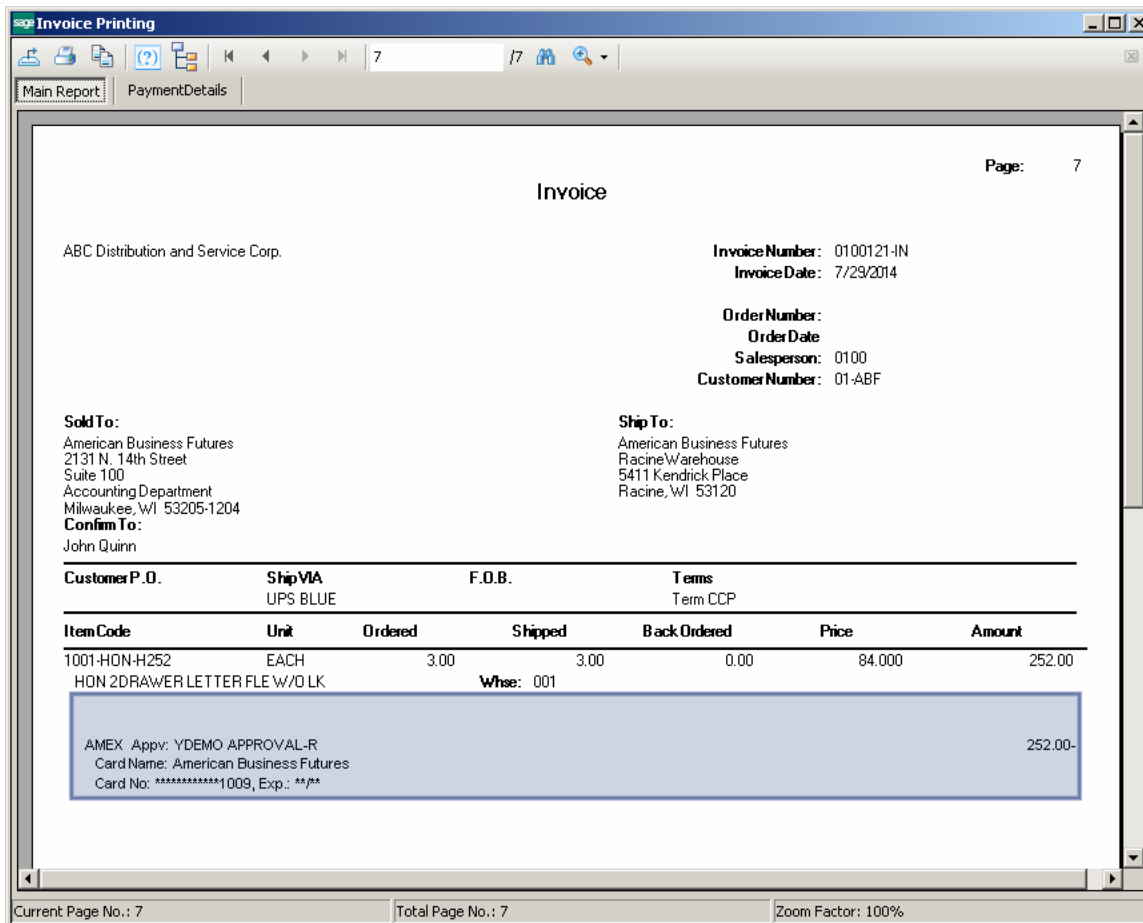 sage Invoice Printing
(?) 7 /7
Main Report PaymentDetails
Page: 7
Invoice
ABC Distribution and Service Corp.
Invoice Number: 0100121-IN
Invoice Date: 7/29/2014
Order Number:
Order Date
Salesperson: 0100
Customer Number: 01-ABF
Sold To:
American Business Futures
2131 N. 14th Street
Suite 100
Accounting Department
Milwaukee, WI 53205-1204
Confirm To:
John Quinn
Ship To:
American Business Futures
Racine Warehouse
5411 Kendrick Place
Racine, WI 53120
Customer P.O. Ship VIA F.O.B. Terms
UPS BLUE Term CCP
Item Code Unit Ordered Shipped Back Ordered Price Amount
1001-HON-H252 EACH 3.00 3.00 0.00 84.000 252.00
HON 2DRAWER LETTER FLE W/O LK Whse: 001
AMEX Appv: YDEMO APPROVAL-R 252.00-
Card Name: American Business Futures
Card No: ************1009, Exp.: **/**
Current Page No.: 7 Total Page No.: 7 Zoom Factor: 100%